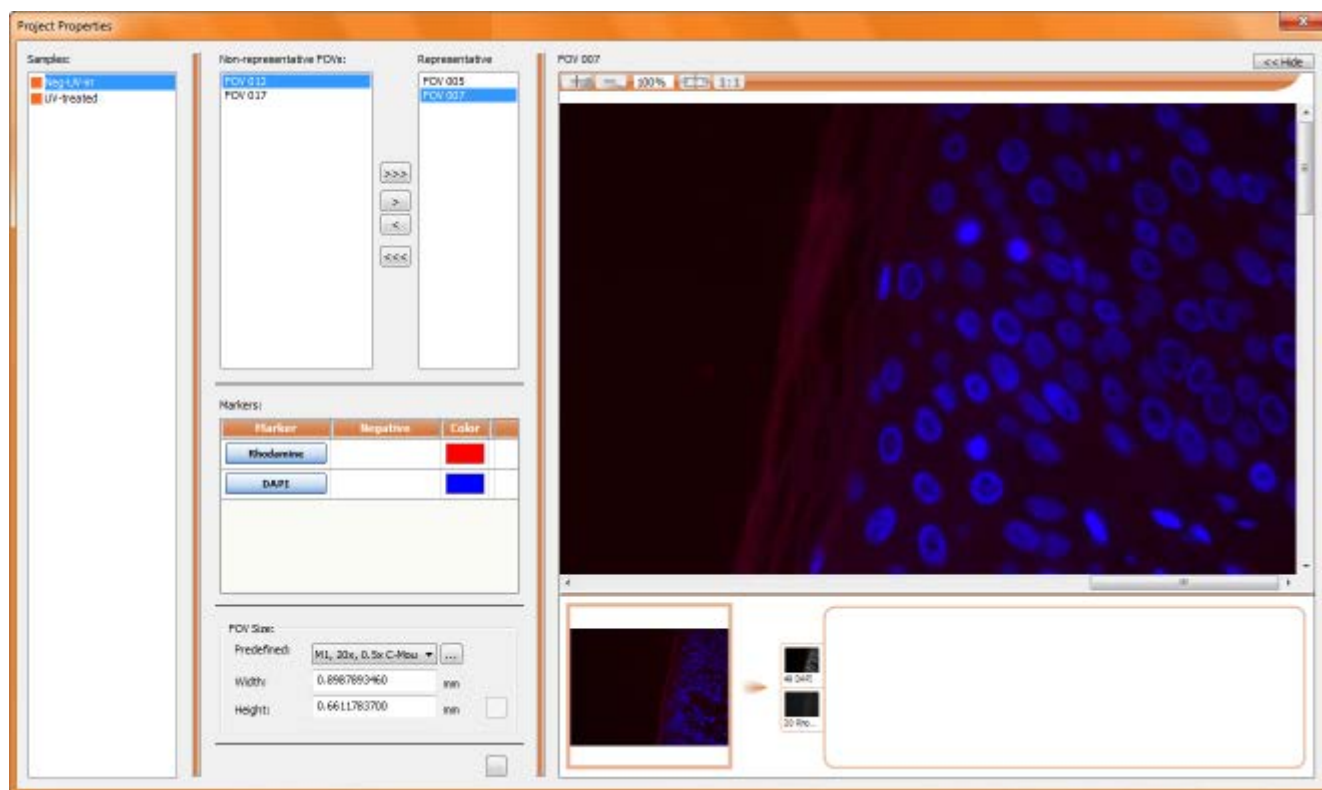 Project Properties
Samples:
Neg-UV-irr
UV-treated
Non-representative FOVs:
FOV 012
FOV 017
Representative
FOV 005
FOV 007
>>>
>
<
<<<
Markers:
Marker Negative Color
Rhodamine
DAPI
FOV Size:
Predefined: M1, 20x, 0.5x C-Mou ...
Width: 0.8987893460 mm
Height: 0.6611783700 mm
FOV 007
<< Hide
100% 1:1
DAPI
Rho...